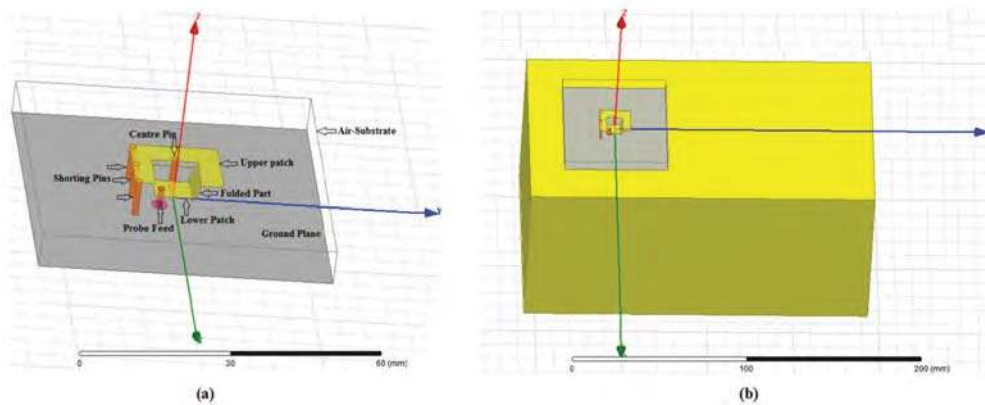 Z
Centre Pin
Air-Substrate
Upper patch
Shorting Pins
Folded Part
Lower Patch
Probe Feed
Ground Plane
0 30 60 (mm)
(a)
Z
0 100 200 (mm)
(b)